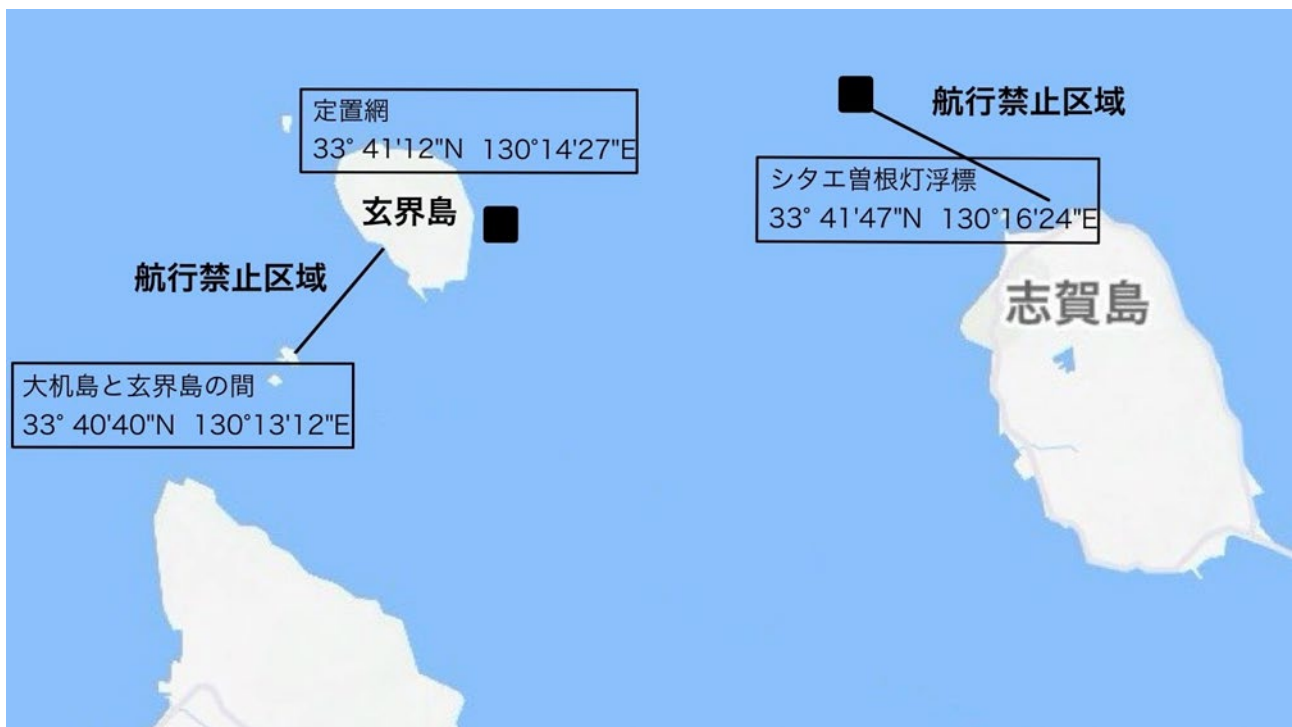 定置網
33° 41'12"N 130°14'27"E
航行禁止区域
シタエ曽根灯浮標
33° 41'47"N 130°16'24"E
玄界島
航行禁止区域
志賀島
大机島と玄界島の間
33° 40'40"N 130°13'12"E